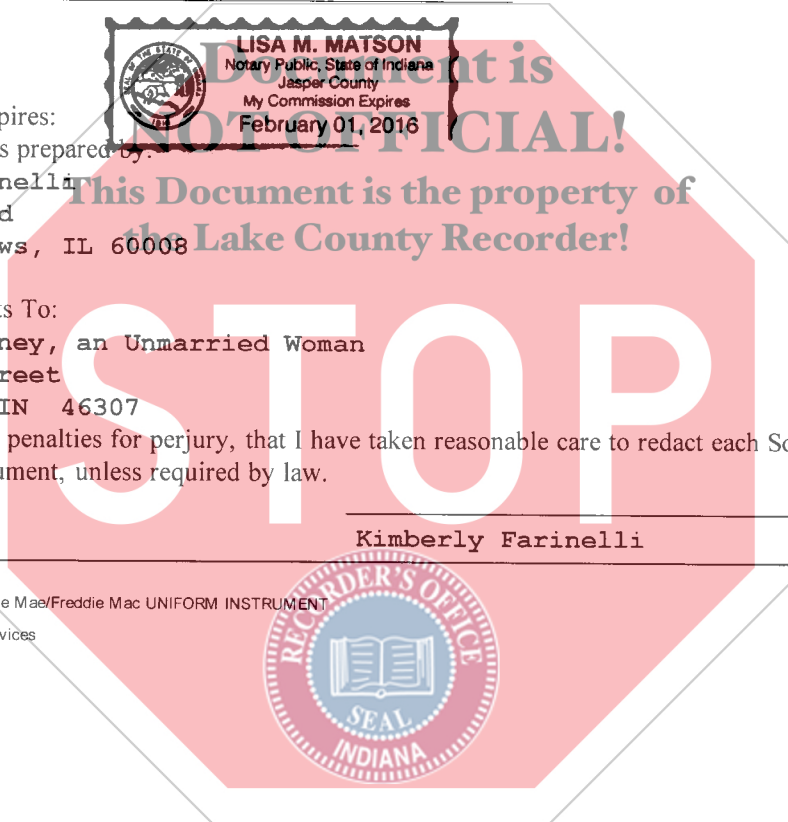 LISA M. MATSON
Notary Public, State of Indiana
Jasper County
My Commission Expires
February 01, 2016
Document is
NOT OFFICIAL!
This Document is the property of
the Lake County Recorder!
pires:
s prepared by:
nelli
d
ws, IL 60008
ts To:
ney, an Unmarried Woman
reet
IN 46307
penalties for perjury, that I have taken reasonable care to redact each So
ument, unless required by law.
STOP
Kimberly Farinelli
e Mae/Freddie Mac UNIFORM INSTRUMENT
vices
RECORDER'S OFFICE
SEAL
INDIANA